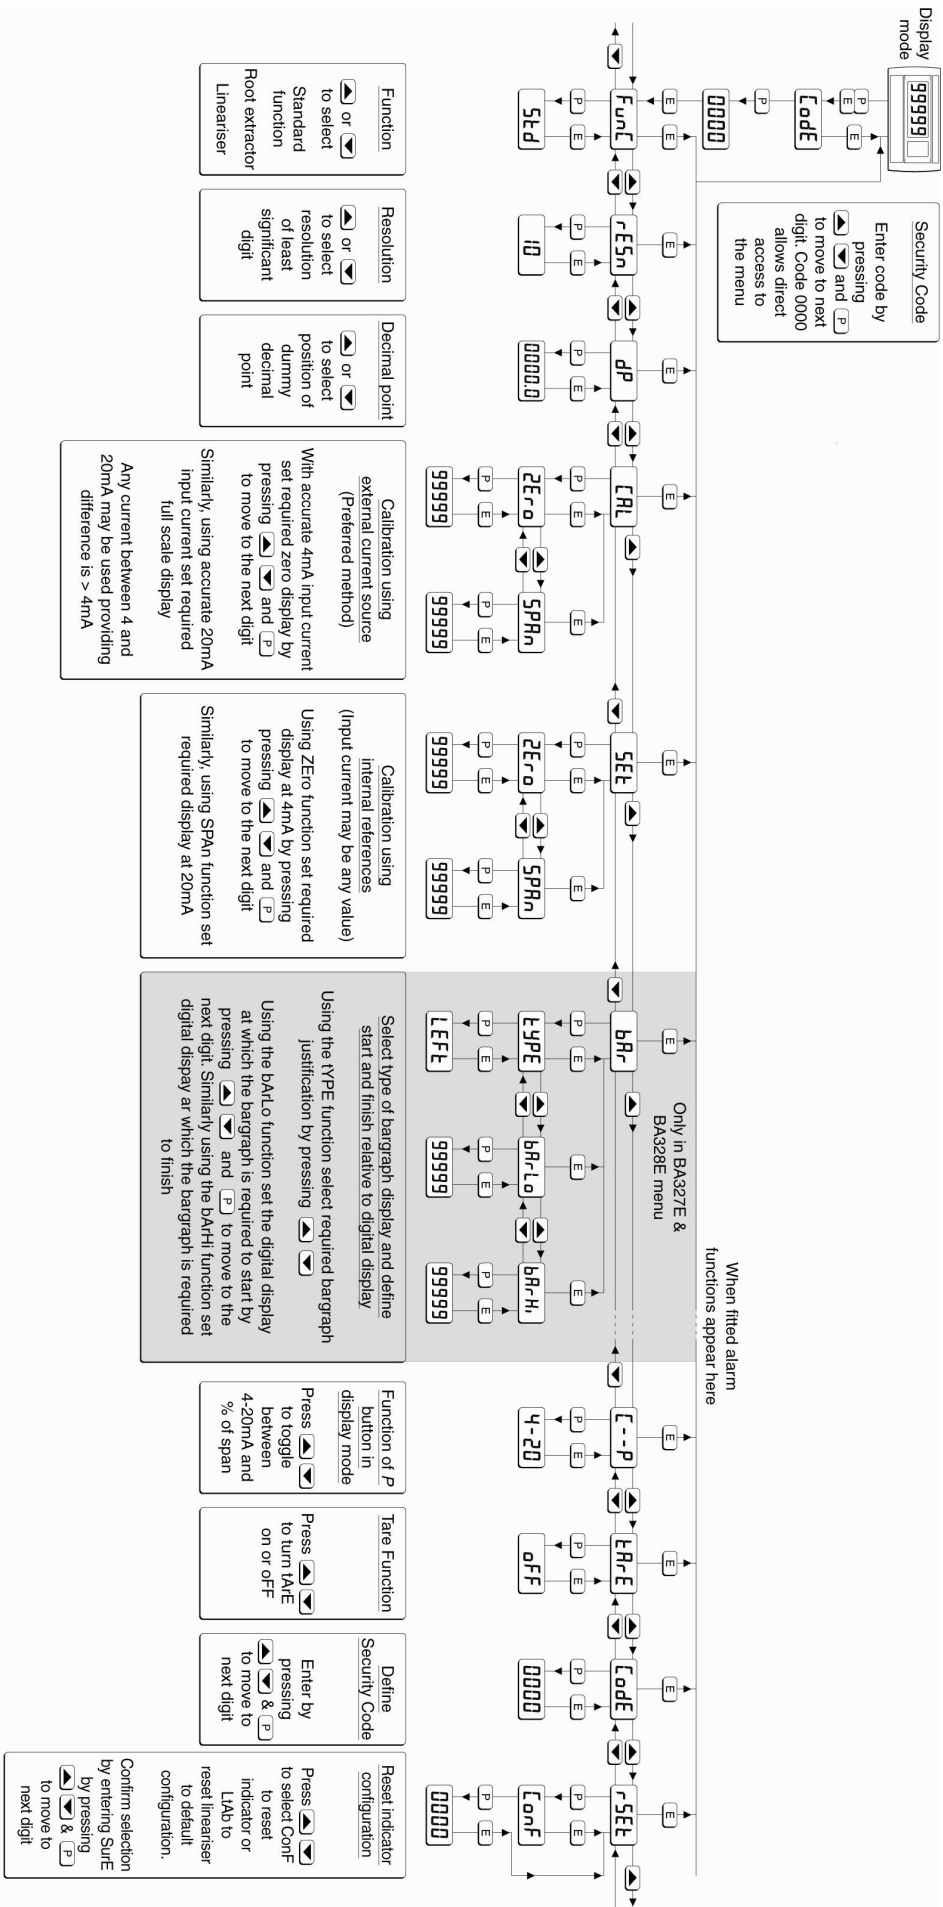 Display
mode
99999
P
E
E
CodE
P
0000
E
E
Security Code
Enter code by
pressing
▲ ▼ and P
to move to next
digit. Code 0000
allows direct
access to
the menu
FunC
P
E
Std
Function
▲ or ▼
to select
Standard
function
Root extractor
Lineariser
E
rESn
P
E
10
Resolution
▲ or ▼
to select
resolution
of least
significant
digit
E
dP
P
E
0000.0
Decimal point
▲ or ▼
to select
position of
dummy
decimal
point
E
CAL
P
E
ZEro
SPAn
E
P
E
P
E
99999
99999
Calibration using
external current source
(Preferred method)
With accurate 4mA input current
set required zero display by
pressing ▲ ▼ and P
to move to the next digit
Similarly, using accurate 20mA
input current set required
full scale display
Any current between 4 and
20mA may be used providing
difference is > 4mA
E
SEt
P
E
ZEro
SPAn
E
P
E
P
E
99999
99999
Calibration using
internal references
(Input current may be any value)
Using ZEro function set required
display at 4mA by pressing
pressing ▲ ▼ and P
to move to the next digit
Similarly, using SPAn function set
required display at 20mA
Only in BA327E &
BA328E menu
E
bAr
P
E
E
E
tYPE
bArLo
bArHi
P
E
P
E
P
E
LEFt
99999
99999
Select type of bargraph display and define
start and finish relative to digital display
Using the tYPE function select required bargraph
justification by pressing ▲ ▼
Using the bArLo function set the digital display
at which the bargraph is required to start by
pressing ▲ ▼ and P to move to the
next digit. Similarly using the bArHi function set
digital dispay ar which the bargraph is required
to finish
When fitted alarm
functions appear here
E
C--P
P
E
4-20
Function of P
button in
display mode
Press ▲ ▼
to toggle
between
4-20mA and
% of span
E
tArE
P
E
oFF
Tare Function
Press ▲ ▼
to turn tArE
on or oFF
E
CodE
P
E
0000
Define
Security Code
Enter by
pressing
▲ ▼ & P
to move to
next digit
E
rSEt
P
E
ConF
P
E
0000
Reset indicator
configuration
Press ▲ ▼
to select ConF
to reset
indicator or
LtAb to
reset lineariser
to default
configuration.
Confirm selection
by entering SurE
by pressing
▲ ▼ & P
to move to
next digit